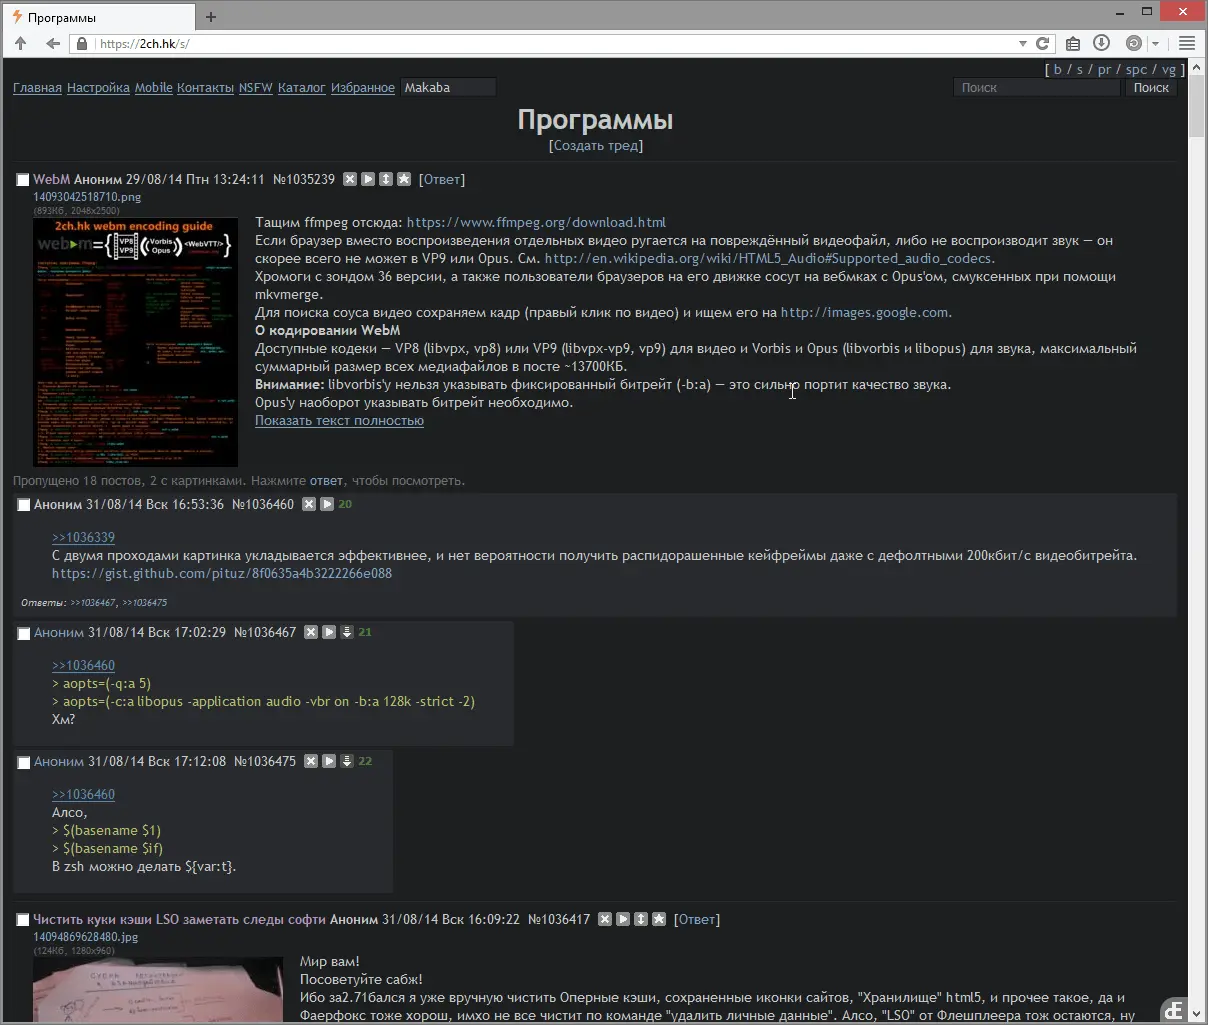 Программы
https://2ch.hk/s/
[ b / s / pr / spc / vg ]
Главная Настройка Mobile Контакты NSFW Каталог Избранное Makaba
Поиск Поиск
Программы
[Создать тред]
WebM Аноним 29/08/14 Птн 13:24:11 №1035239 [Ответ]
14093042518710.png
(893Кб, 2048x2500)
2ch.hk webm encoding guide
webm={ VP8 VP9 (Vorbis Opus) <WebVTT/>}
Тащим ffmpeg отсюда: https://www.ffmpeg.org/download.html
Если браузер вместо воспроизведения отдельных видео ругается на повреждённый видеофайл, либо не воспроизводит звук — он
скорее всего не может в VP9 или Opus. См. http://en.wikipedia.org/wiki/HTML5_Audio#Supported_audio_codecs.
Хромоги с зондом 36 версии, а также пользователи браузеров на его движке сосут на вебмках с Opus'ом, смуксенных при помощи
mkvmerge.
Для поиска соуса видео сохраняем кадр (правый клик по видео) и ищем его на http://images.google.com.
О кодировании WebM
Доступные кодеки — VP8 (libvpx, vp8) или VP9 (libvpx-vp9, vp9) для видео и Vorbis и Opus (libvorbis и libopus) для звука, максимальный
суммарный размер всех медиафайлов в посте ~13700КБ.
Внимание: libvorbis'у нельзя указывать фиксированный битрейт (-b:a) — это сильно портит качество звука.
Opus'у наоборот указывать битрейт необходимо.
Показать текст полностью
Пропущено 18 постов, 2 с картинками. Нажмите ответ, чтобы посмотреть.
Аноним 31/08/14 Вск 16:53:36 №1036460 20
>>1036339
С двумя проходами картинка укладывается эффективнее, и нет вероятности получить распидорашенные кейфреймы даже с дефолтными 200кбит/с видеобитрейта.
https://gist.github.com/pituz/8f0635a4b3222266e088
Ответы: >>1036467, >>1036475
Аноним 31/08/14 Вск 17:02:29 №1036467 21
>>1036460
> aopts=(-q:a 5)
> aopts=(-c:a libopus -application audio -vbr on -b:a 128k -strict -2)
Хм?
Аноним 31/08/14 Вск 17:12:08 №1036475 22
>>1036460
Алсо,
> $(basename $1)
> $(basename $if)
В zsh можно делать ${var:t}.
Чистить куки кэши LSO заметать следы софти Аноним 31/08/14 Вск 16:09:22 №1036417 [Ответ]
14094869628480.jpg
(124Кб, 1280x960)
Мир вам!
Посоветуйте сабж!
Ибо за2.71бался я уже вручную чистить Оперные кэши, сохраненные иконки сайтов, "Хранилище" html5, и прочее такое, да и
Фаерфокс тоже хорош, имхо не все чистит по команде "удалить личные данные". Алсо, "LSO" от Флешплеера тож остаются, ну